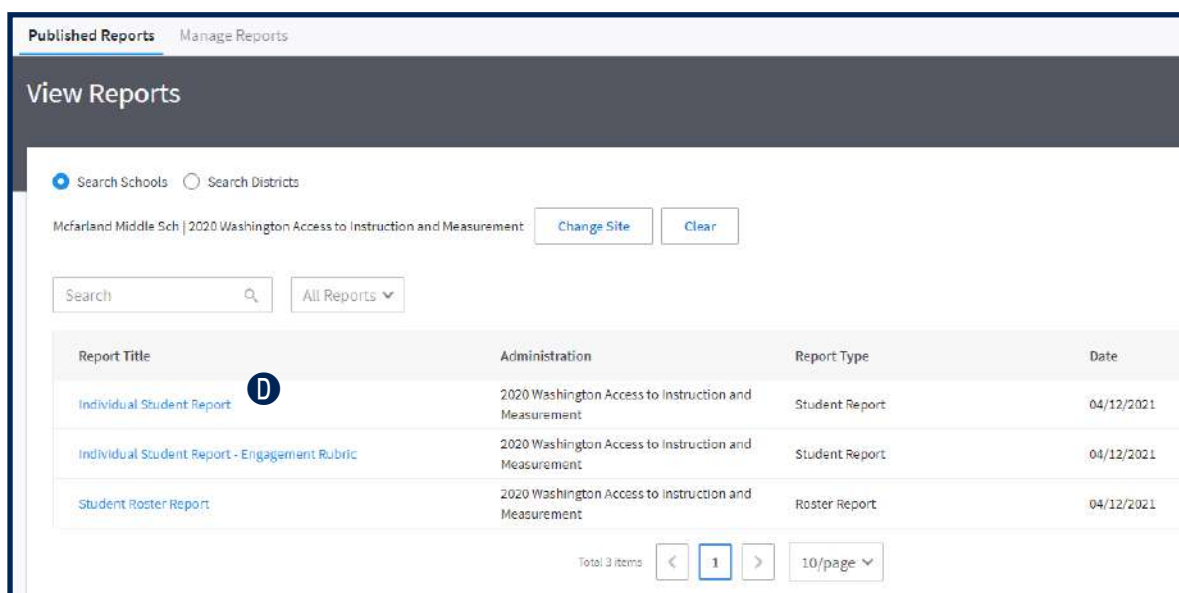 Published Reports Manage Reports
View Reports
Search Schools Search Districts
Mcfarland Middle Sch | 2020 Washington Access to Instruction and Measurement Change Site Clear
Search All Reports
Report Title Administration Report Type Date
D
Individual Student Report 2020 Washington Access to Instruction and Measurement Student Report 04/12/2021
Individual Student Report - Engagement Rubric 2020 Washington Access to Instruction and Measurement Student Report 04/12/2021
Student Roster Report 2020 Washington Access to Instruction and Measurement Roster Report 04/12/2021
Total 3 items < 1 > 10/page